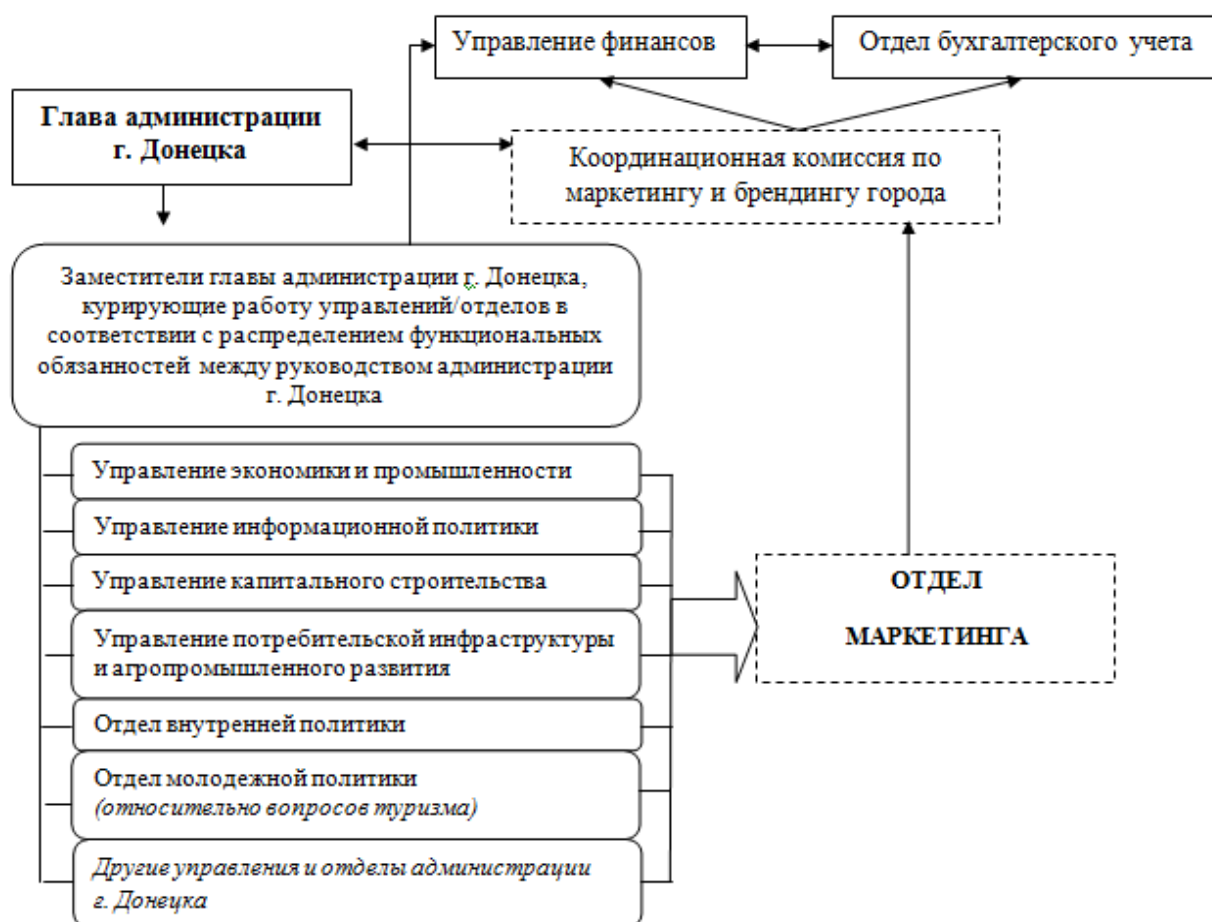 Управление финансов
Отдел бухгалтерского учета
Глава администрации
г. Донецка
Координационная комиссия по
маркетингу и брендингу города
Заместители главы администрации г. Донецка,
курирующие работу управлений/отделов в
соответствии с распределением функциональных
обязанностей между руководством администрации
г. Донецка
Управление экономики и промышленности
Управление информационной политики
Управление капитального строительства
Управление потребительской инфраструктуры
и агропромышленного развития
Отдел внутренней политики
Отдел молодежной политики
(относительно вопросов туризма)
Другие управления и отделы администрации
г. Донецка
ОТДЕЛ
МАРКЕТИНГА